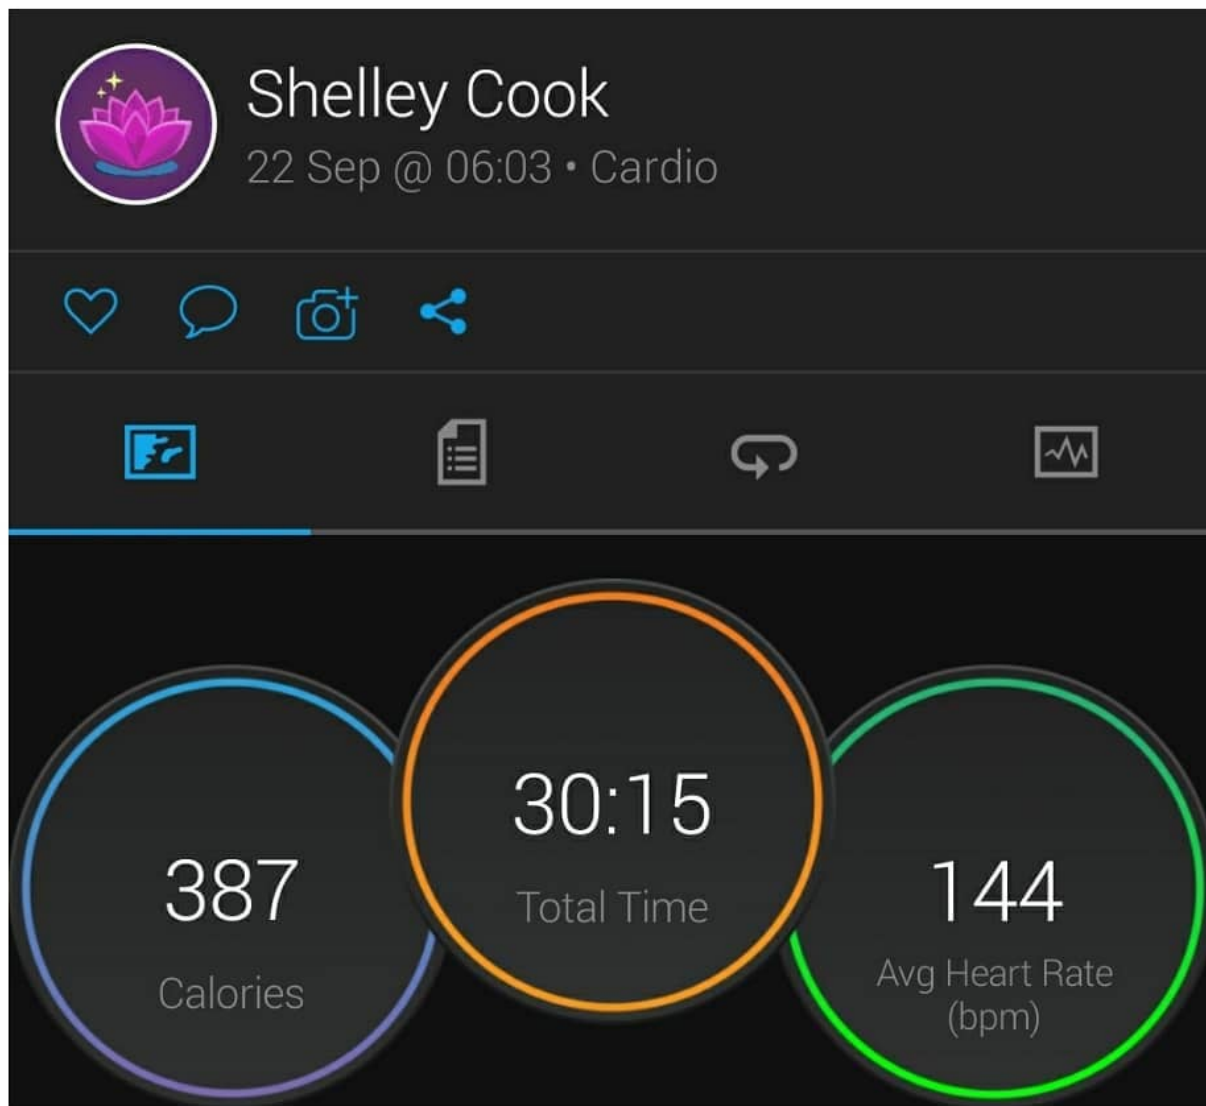 Shelley Cook
22 Sep @ 06:03 • Cardio
387
Calories
30:15
Total Time
144
Avg Heart Rate
(bpm)